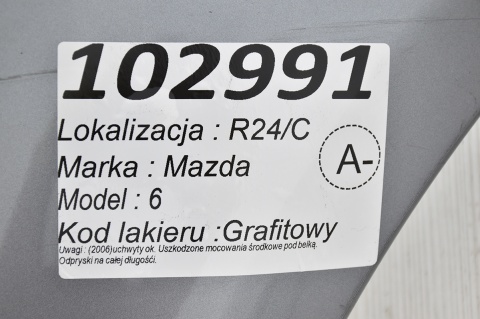 102991
Lokalizacja : R24/C
Marka : Mazda
A-
Model : 6
Kod lakieru :Grafitowy
Uwagi : (2006)uchwyty ok. Uszkodzone mocowania środkowe pod belką.
Odpryski na całej długości.